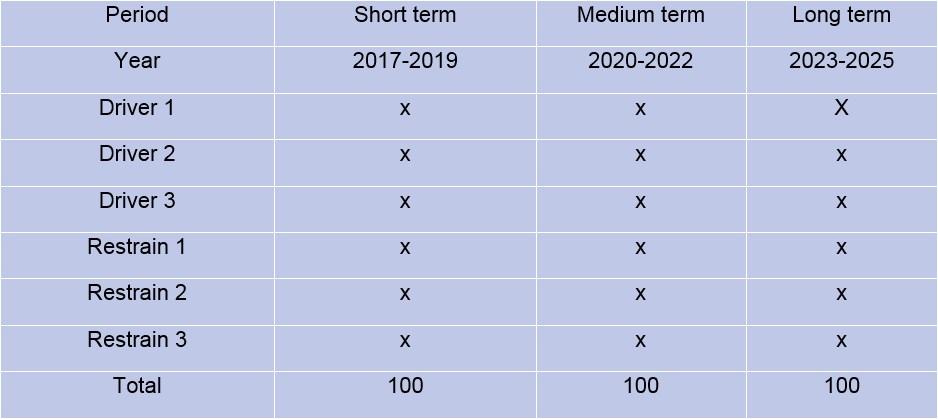 Period Short term Medium term Long term
Year 2017-2019 2020-2022 2023-2025
Driver 1 x x X
Driver 2 x x x
Driver 3 x x x
Restrain 1 x x x
Restrain 2 x x x
Restrain 3 x x x
Total 100 100 100